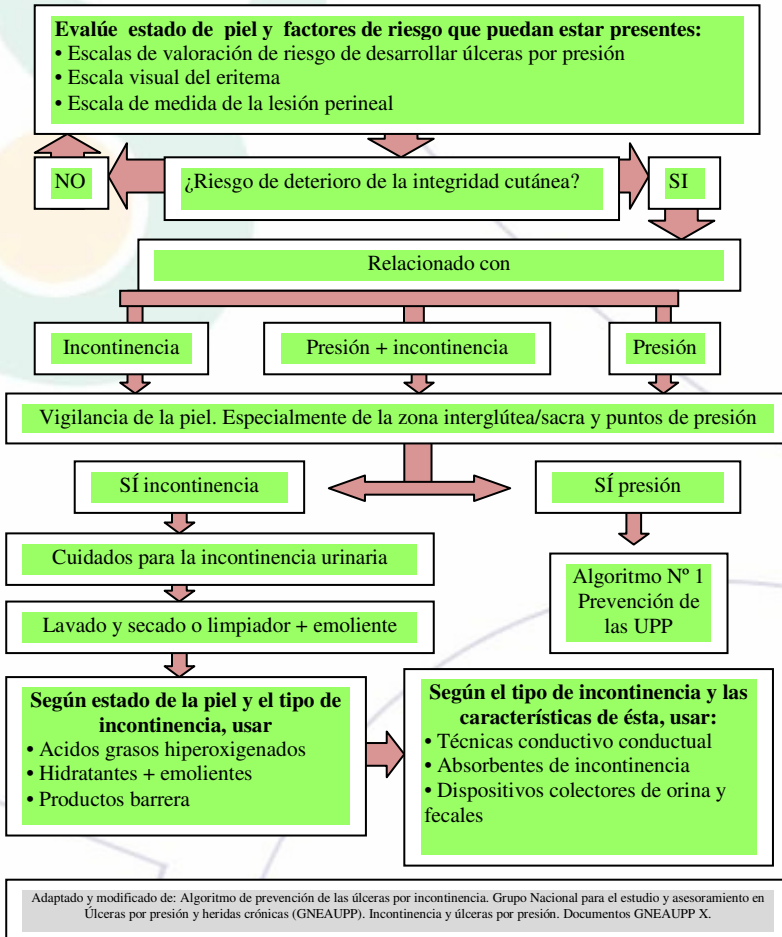 Evalúe estado de piel y factores de riesgo que puedan estar presentes:
• Escalas de valoración de riesgo de desarrollar úlceras por presión
• Escala visual del eritema
• Escala de medida de la lesión perineal
NO
¿Riesgo de deterioro de la integridad cutánea?
SI
Relacionado con
Incontinencia
Presión + incontinencia
Presión
Vigilancia de la piel. Especialmente de la zona interglútea/sacra y puntos de presión
SÍ incontinencia
SÍ presión
Cuidados para la incontinencia urinaria
Algoritmo Nº 1
Prevención de
las UPP
Lavado y secado o limpiador + emoliente
Según estado de la piel y el tipo de
incontinencia, usar
• Acidos grasos hiperoxigenados
• Hidratantes + emolientes
• Productos barrera
Según el tipo de incontinencia y las
características de ésta, usar:
• Técnicas conductivo conductual
• Absorbentes de incontinencia
• Dispositivos colectores de orina y
fecales
Adaptado y modificado de: Algoritmo de prevención de las úlceras por incontinencia. Grupo Nacional para el estudio y asesoramiento en
Úlceras por presión y heridas crónicas (GNEAUPP). Incontinencia y úlceras por presión. Documentos GNEAUPP X.